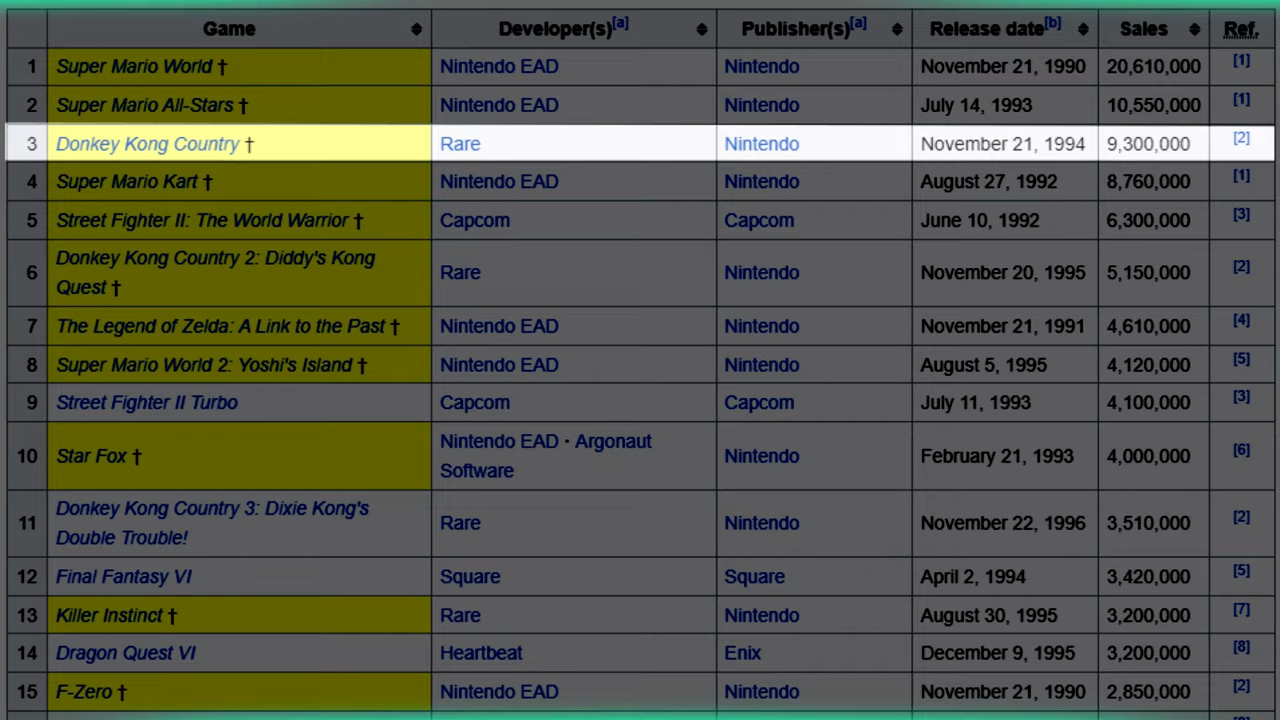 Game Developer(s)[a] Publisher(s)[a] Release date[b] Sales Ref.
1 Super Mario World † Nintendo EAD Nintendo November 21, 1990 20,610,000 [1]
2 Super Mario All-Stars † Nintendo EAD Nintendo July 14, 1993 10,550,000 [1]
3 Donkey Kong Country † Rare Nintendo November 21, 1994 9,300,000 [2]
4 Super Mario Kart † Nintendo EAD Nintendo August 27, 1992 8,760,000 [1]
5 Street Fighter II: The World Warrior † Capcom Capcom June 10, 1992 6,300,000 [3]
6 Donkey Kong Country 2: Diddy's Kong
Quest † Rare Nintendo November 20, 1995 5,150,000 [2]
7 The Legend of Zelda: A Link to the Past † Nintendo EAD Nintendo November 21, 1991 4,610,000 [4]
8 Super Mario World 2: Yoshi's Island † Nintendo EAD Nintendo August 5, 1995 4,120,000 [5]
9 Street Fighter II Turbo Capcom Capcom July 11, 1993 4,100,000 [3]
10 Star Fox † Nintendo EAD · Argonaut
Software Nintendo February 21, 1993 4,000,000 [6]
11 Donkey Kong Country 3: Dixie Kong's
Double Trouble! Rare Nintendo November 22, 1996 3,510,000 [2]
12 Final Fantasy VI Square Square April 2, 1994 3,420,000 [5]
13 Killer Instinct † Rare Nintendo August 30, 1995 3,200,000 [7]
14 Dragon Quest VI Heartbeat Enix December 9, 1995 3,200,000 [8]
15 F-Zero † Nintendo EAD Nintendo November 21, 1990 2,850,000 [2]